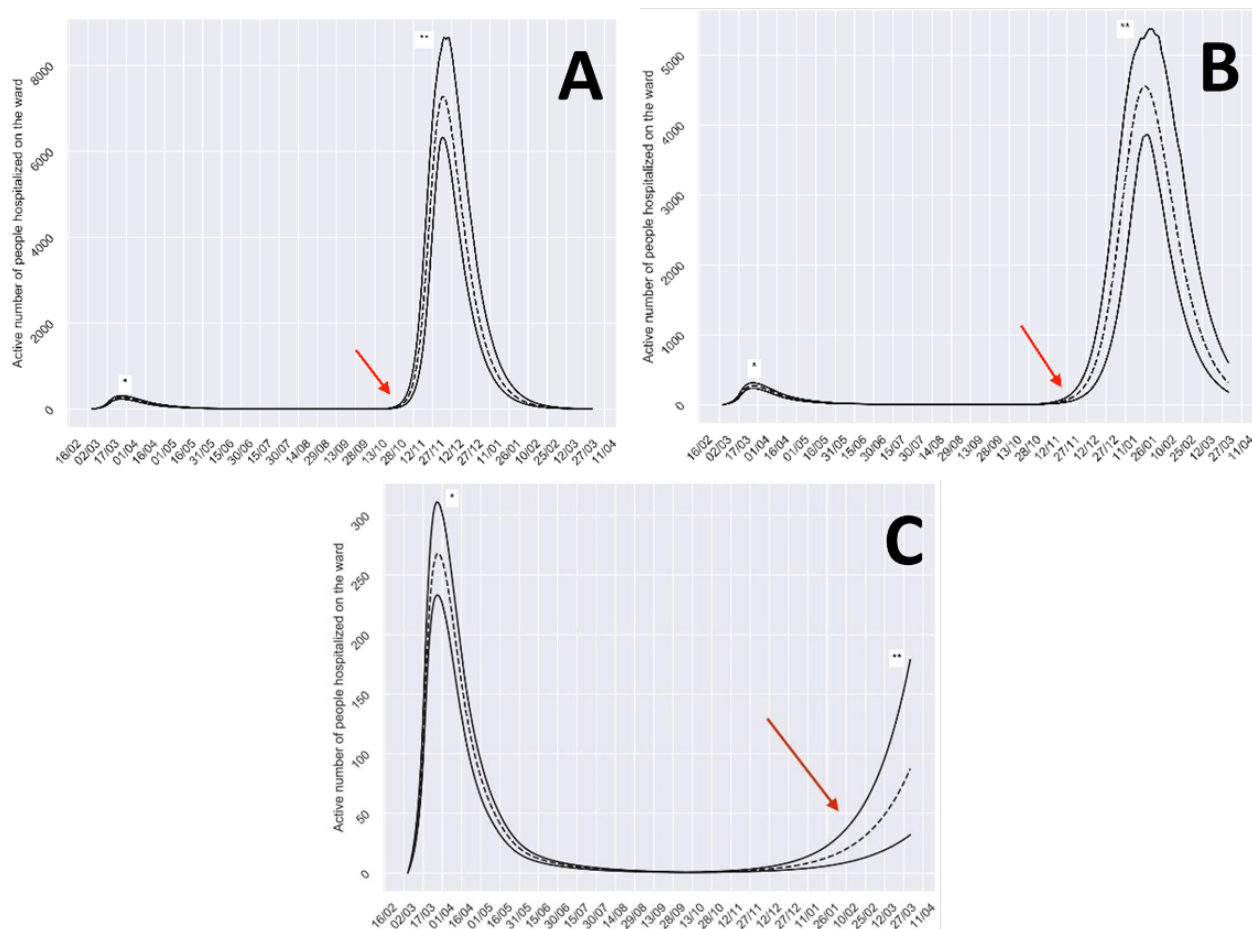 A
Active number of people hospitalized on the ward
8000
6000
4000
2000
0
*
**
16/02 02/03 17/03 01/04 16/04 01/05 16/05 31/05 15/06 30/06 15/07 30/07 14/08 29/08 13/09 28/09 13/10 28/10 12/11 27/11 12/12 27/12 11/01 26/01 10/02 25/02 12/03 27/03 11/04
B
Active number of people hospitalized on the ward
5000
4000
3000
2000
1000
0
*
**
16/02 02/03 17/03 01/04 16/04 01/05 16/05 31/05 15/06 30/06 15/07 30/07 14/08 29/08 13/09 28/09 13/10 28/10 12/11 27/11 12/12 27/12 11/01 26/01 10/02 25/02 12/03 27/03 11/04
C
Active number of people hospitalized on the ward
300
250
200
150
100
50
0
*
**
16/02 02/03 17/03 01/04 16/04 01/05 16/05 31/05 15/06 30/06 15/07 30/07 14/08 29/08 13/09 28/09 13/10 28/10 12/11 27/11 12/12 27/12 11/01 26/01 10/02 25/02 12/03 27/03 11/04